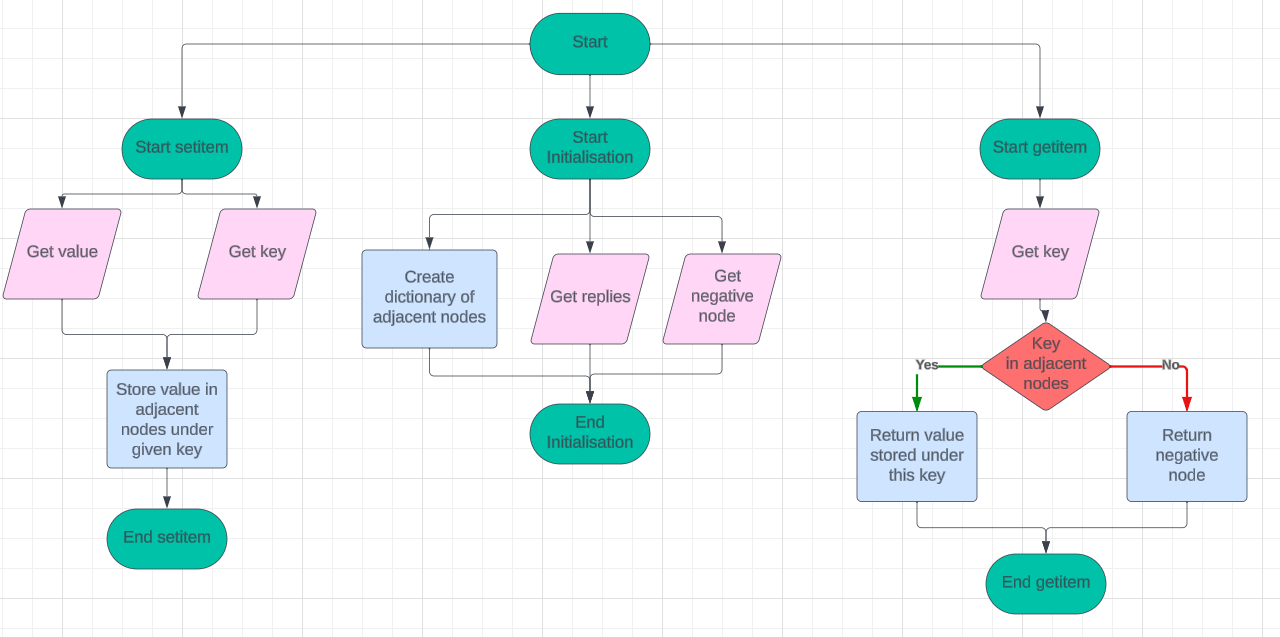 Start
Start setitem
Start
Initialisation
Start getitem
Get value
Get key
Create
dictionary of
adjacent nodes
Get replies
Get
negative
node
Get key
Key
in adjacent
nodes
Yes
No
Store value in
adjacent
nodes under
given key
End
Initialisation
Return value
stored under
this key
Return
negative
node
End setitem
End getitem